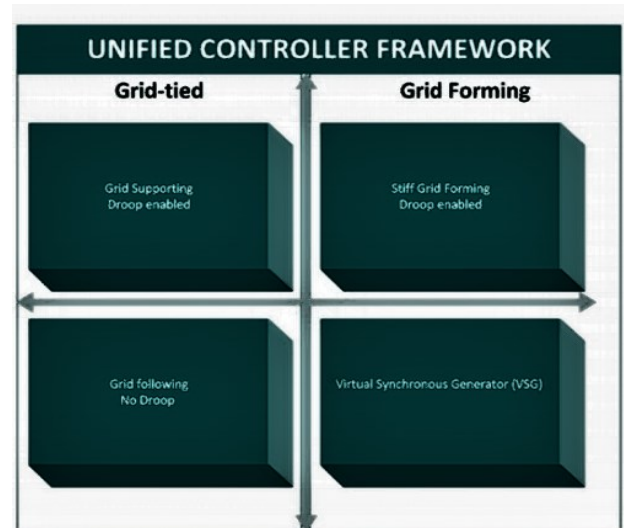 UNIFIED CONTROLLER FRAMEWORK
Grid-tied
Grid Forming
Grid Supporting
Droop enabled
Stiff Grid Forming
Droop enabled
Grid following
No Droop
Virtual Synchronous Generator (VSG)